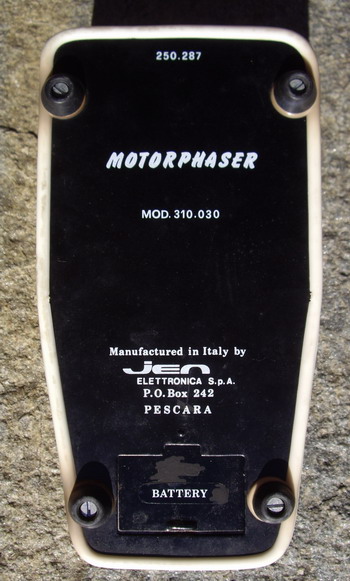 250.287
MOTORPHASER
MOD. 310.030
Manufactured in Italy by
Jen
ELETTRONICA S.p.A.
P.O.Box 242
PESCARA
BATTERY